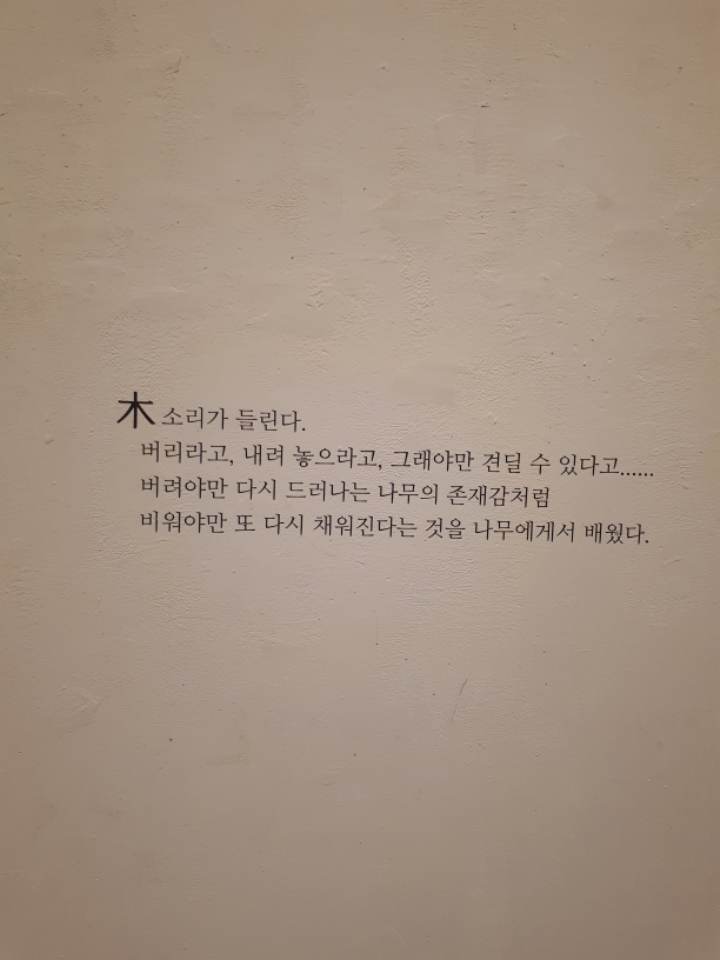 木 소리가 들린다.
버리라고, 내려 놓으라고, 그래야만 견딜 수 있다고......
버려야만 다시 드러나는 나무의 존재감처럼
비워야만 또 다시 채워진다는 것을 나무에게서 배웠다.